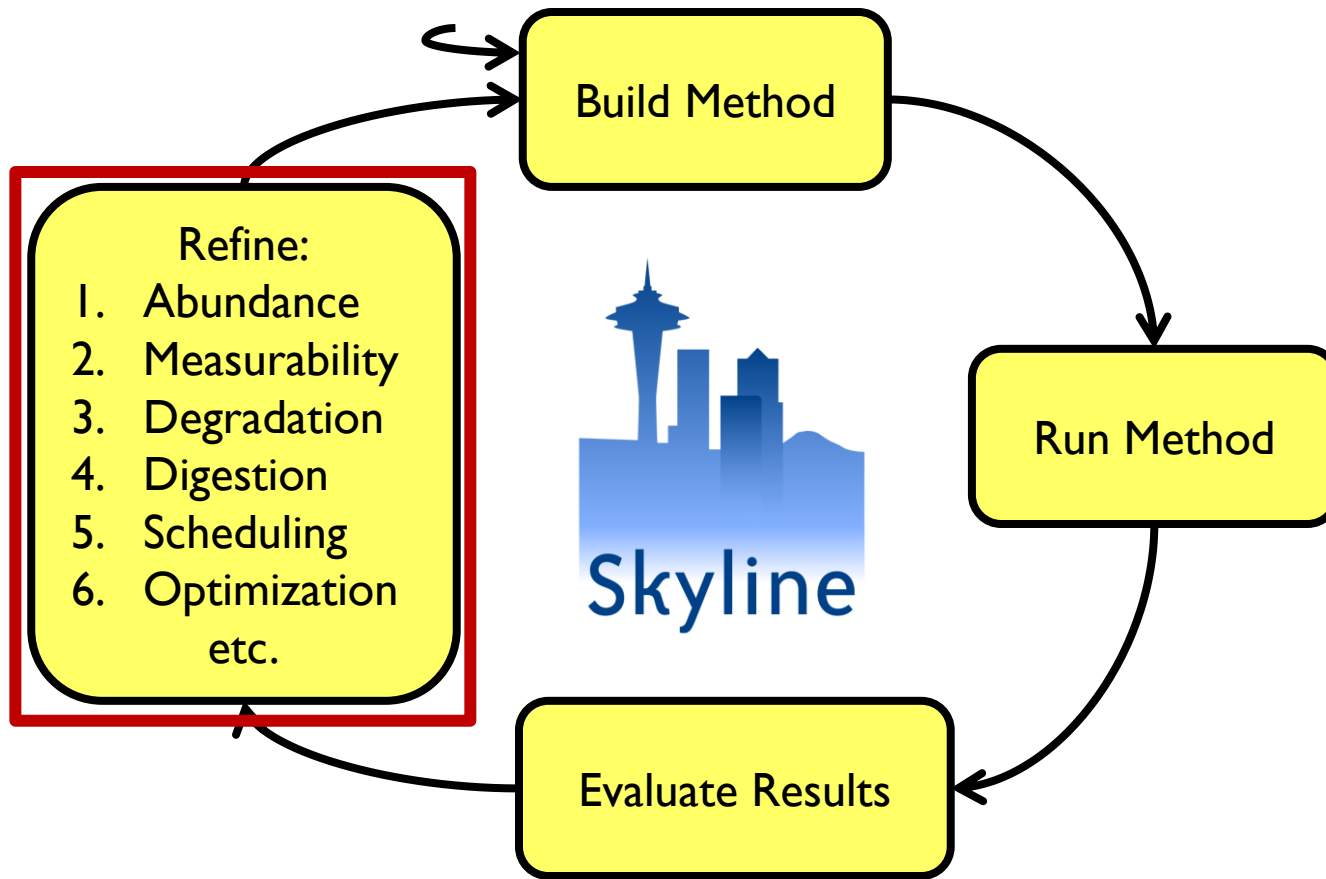 Build Method
Refine:
1. Abundance
2. Measurability
3. Degradation
4. Digestion
5. Scheduling
6. Optimization
etc.
Skyline
Run Method
Evaluate Results